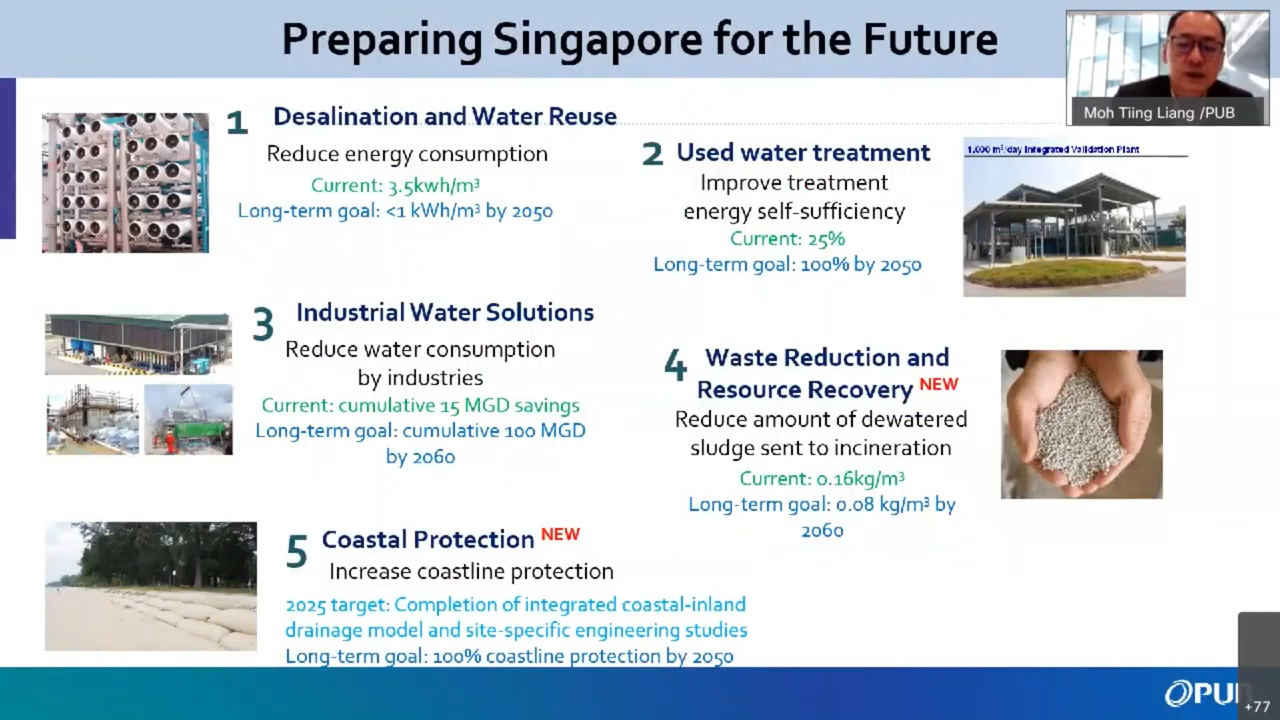 Preparing Singapore for the Future
Moh Tiing Liang /PUB
1 Desalination and Water Reuse
Reduce energy consumption
Current: 3.5kwh/m³
Long-term goal: <1 kWh/m³ by 2050
2 Used water treatment
Improve treatment
energy self-sufficiency
Current: 25%
Long-term goal: 100% by 2050
1,000 m³/day Integrated Validation Plant
3 Industrial Water Solutions
Reduce water consumption
by industries
Current: cumulative 15 MGD savings
Long-term goal: cumulative 100 MGD
by 2060
4 Waste Reduction and
Resource Recovery NEW
Reduce amount of dewatered
sludge sent to incineration
Current: 0.16kg/m³
Long-term goal: 0.08 kg/m³ by
2060
5 Coastal Protection NEW
Increase coastline protection
2025 target: Completion of integrated coastal-inland
drainage model and site-specific engineering studies
Long-term goal: 100% coastline protection by 2050
+77